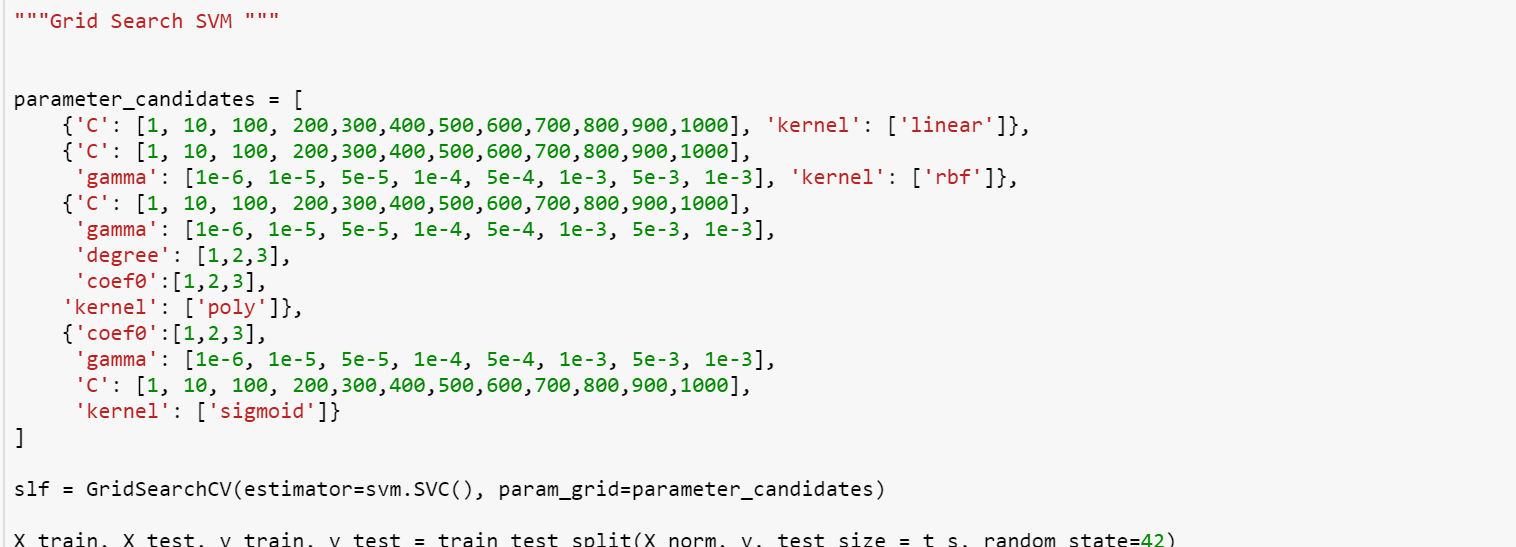 """Grid Search SVM """
parameter_candidates = [
    {'C': [1, 10, 100, 200,300,400,500,600,700,800,900,1000], 'kernel': ['linear']},
    {'C': [1, 10, 100, 200,300,400,500,600,700,800,900,1000],
     'gamma': [1e-6, 1e-5, 5e-5, 1e-4, 5e-4, 1e-3, 5e-3, 1e-3], 'kernel': ['rbf']},
    {'C': [1, 10, 100, 200,300,400,500,600,700,800,900,1000],
     'gamma': [1e-6, 1e-5, 5e-5, 1e-4, 5e-4, 1e-3, 5e-3, 1e-3],
     'degree': [1,2,3],
     'coef0':[1,2,3],
    'kernel': ['poly']},
    {'coef0':[1,2,3],
     'gamma': [1e-6, 1e-5, 5e-5, 1e-4, 5e-4, 1e-3, 5e-3, 1e-3],
     'C': [1, 10, 100, 200,300,400,500,600,700,800,900,1000],
     'kernel': ['sigmoid']}
]
slf = GridSearchCV(estimator=svm.SVC(), param_grid=parameter_candidates)
X_train, X_test, y_train, y_test = train_test_split(X_norm, y, test_size = t_s, random_state=42)